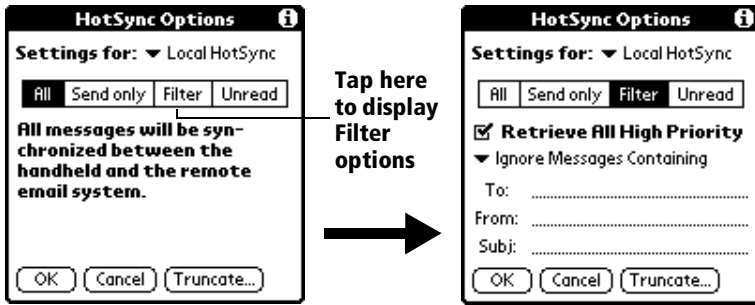 HotSync Options
Settings for: Local HotSync
All Send only Filter Unread
All messages will be syn-
chronized between the
handheld and the remote
email system.
OK Cancel Truncate...
Tap here
to display
Filter
options
HotSync Options
Settings for: Local HotSync
All Send only Filter Unread
Retrieve All High Priority
Ignore Messages Containing
To:
From:
Subj:
OK Cancel Truncate...